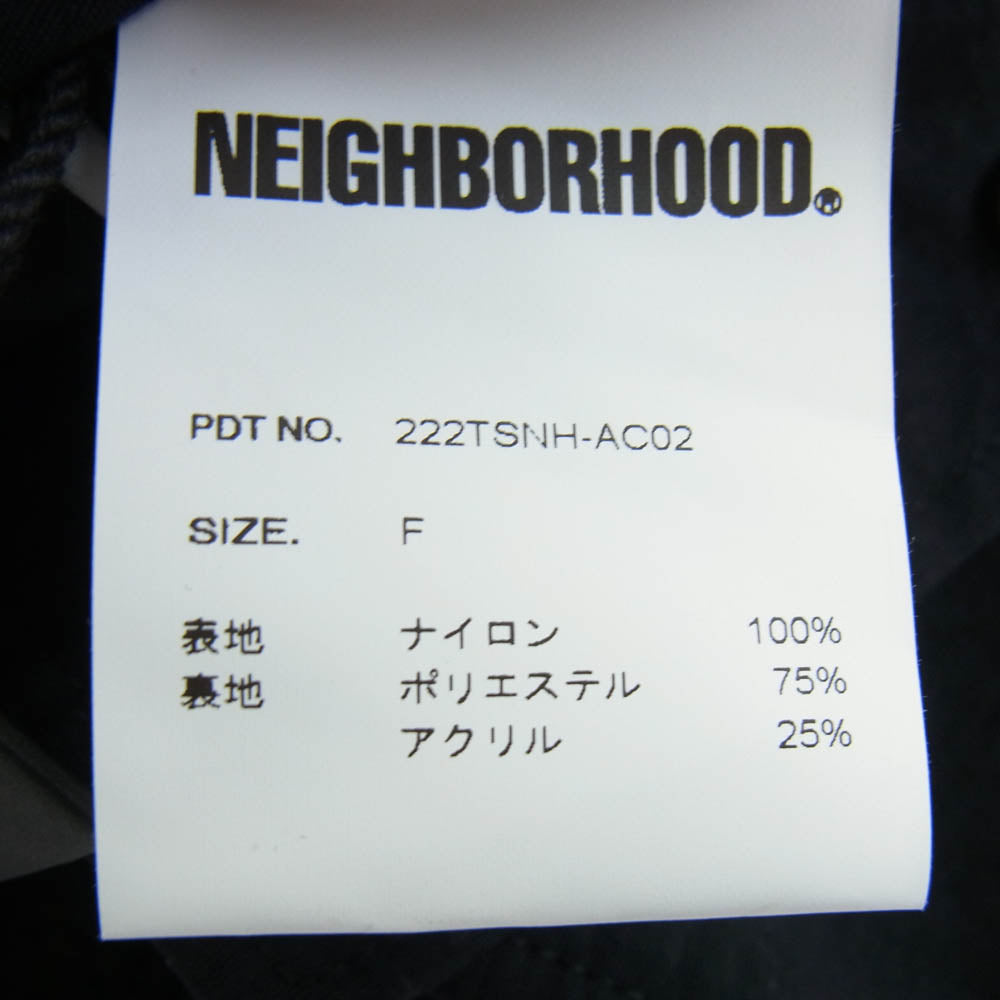 NEIGHBORHOOD®
PDT NO. 222TSNH-AC02
SIZE. F
表地 ナイロン 100%
裏地 ポリエステル 75%
アクリル 25%